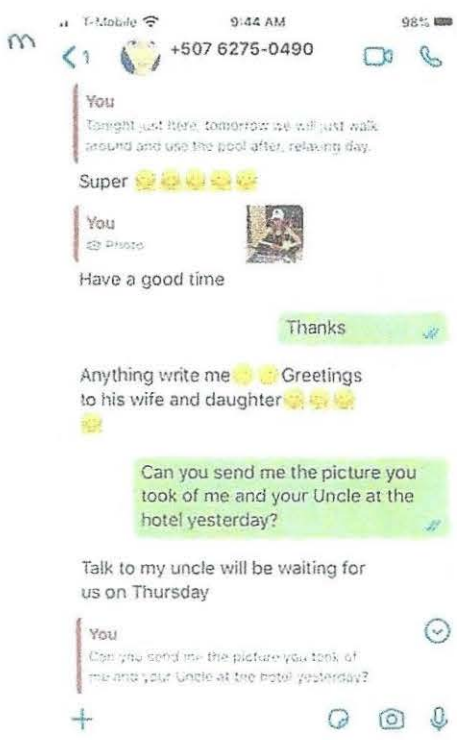 m
T-Mobile 9:44 AM 98%
1 +507 6275-0490
You
Tonight just here, tomorrow we will just walk
around and use the pool after, relaxing day.
Super
You
Photo
Have a good time
Thanks
Anything write me Greetings
to his wife and daughter
Can you send me the picture you
took of me and your Uncle at the
hotel yesterday?
Talk to my uncle will be waiting for
us on Thursday
You
Can you send me the picture you took of
me and your Uncle at the hotel yesterday?